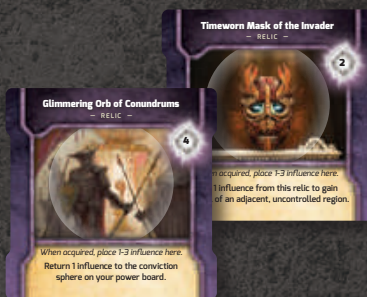 Timeworn Mask of the Invader
— RELIC —
2
n acquired, place 1-3 influence here.
1 influence from this relic to gain
of an adjacent, uncontrolled region.
Glimmering Orb of Conundrums
— RELIC —
4
When acquired, place 1-3 influence here.
Return 1 influence to the conviction
sphere on your power board.